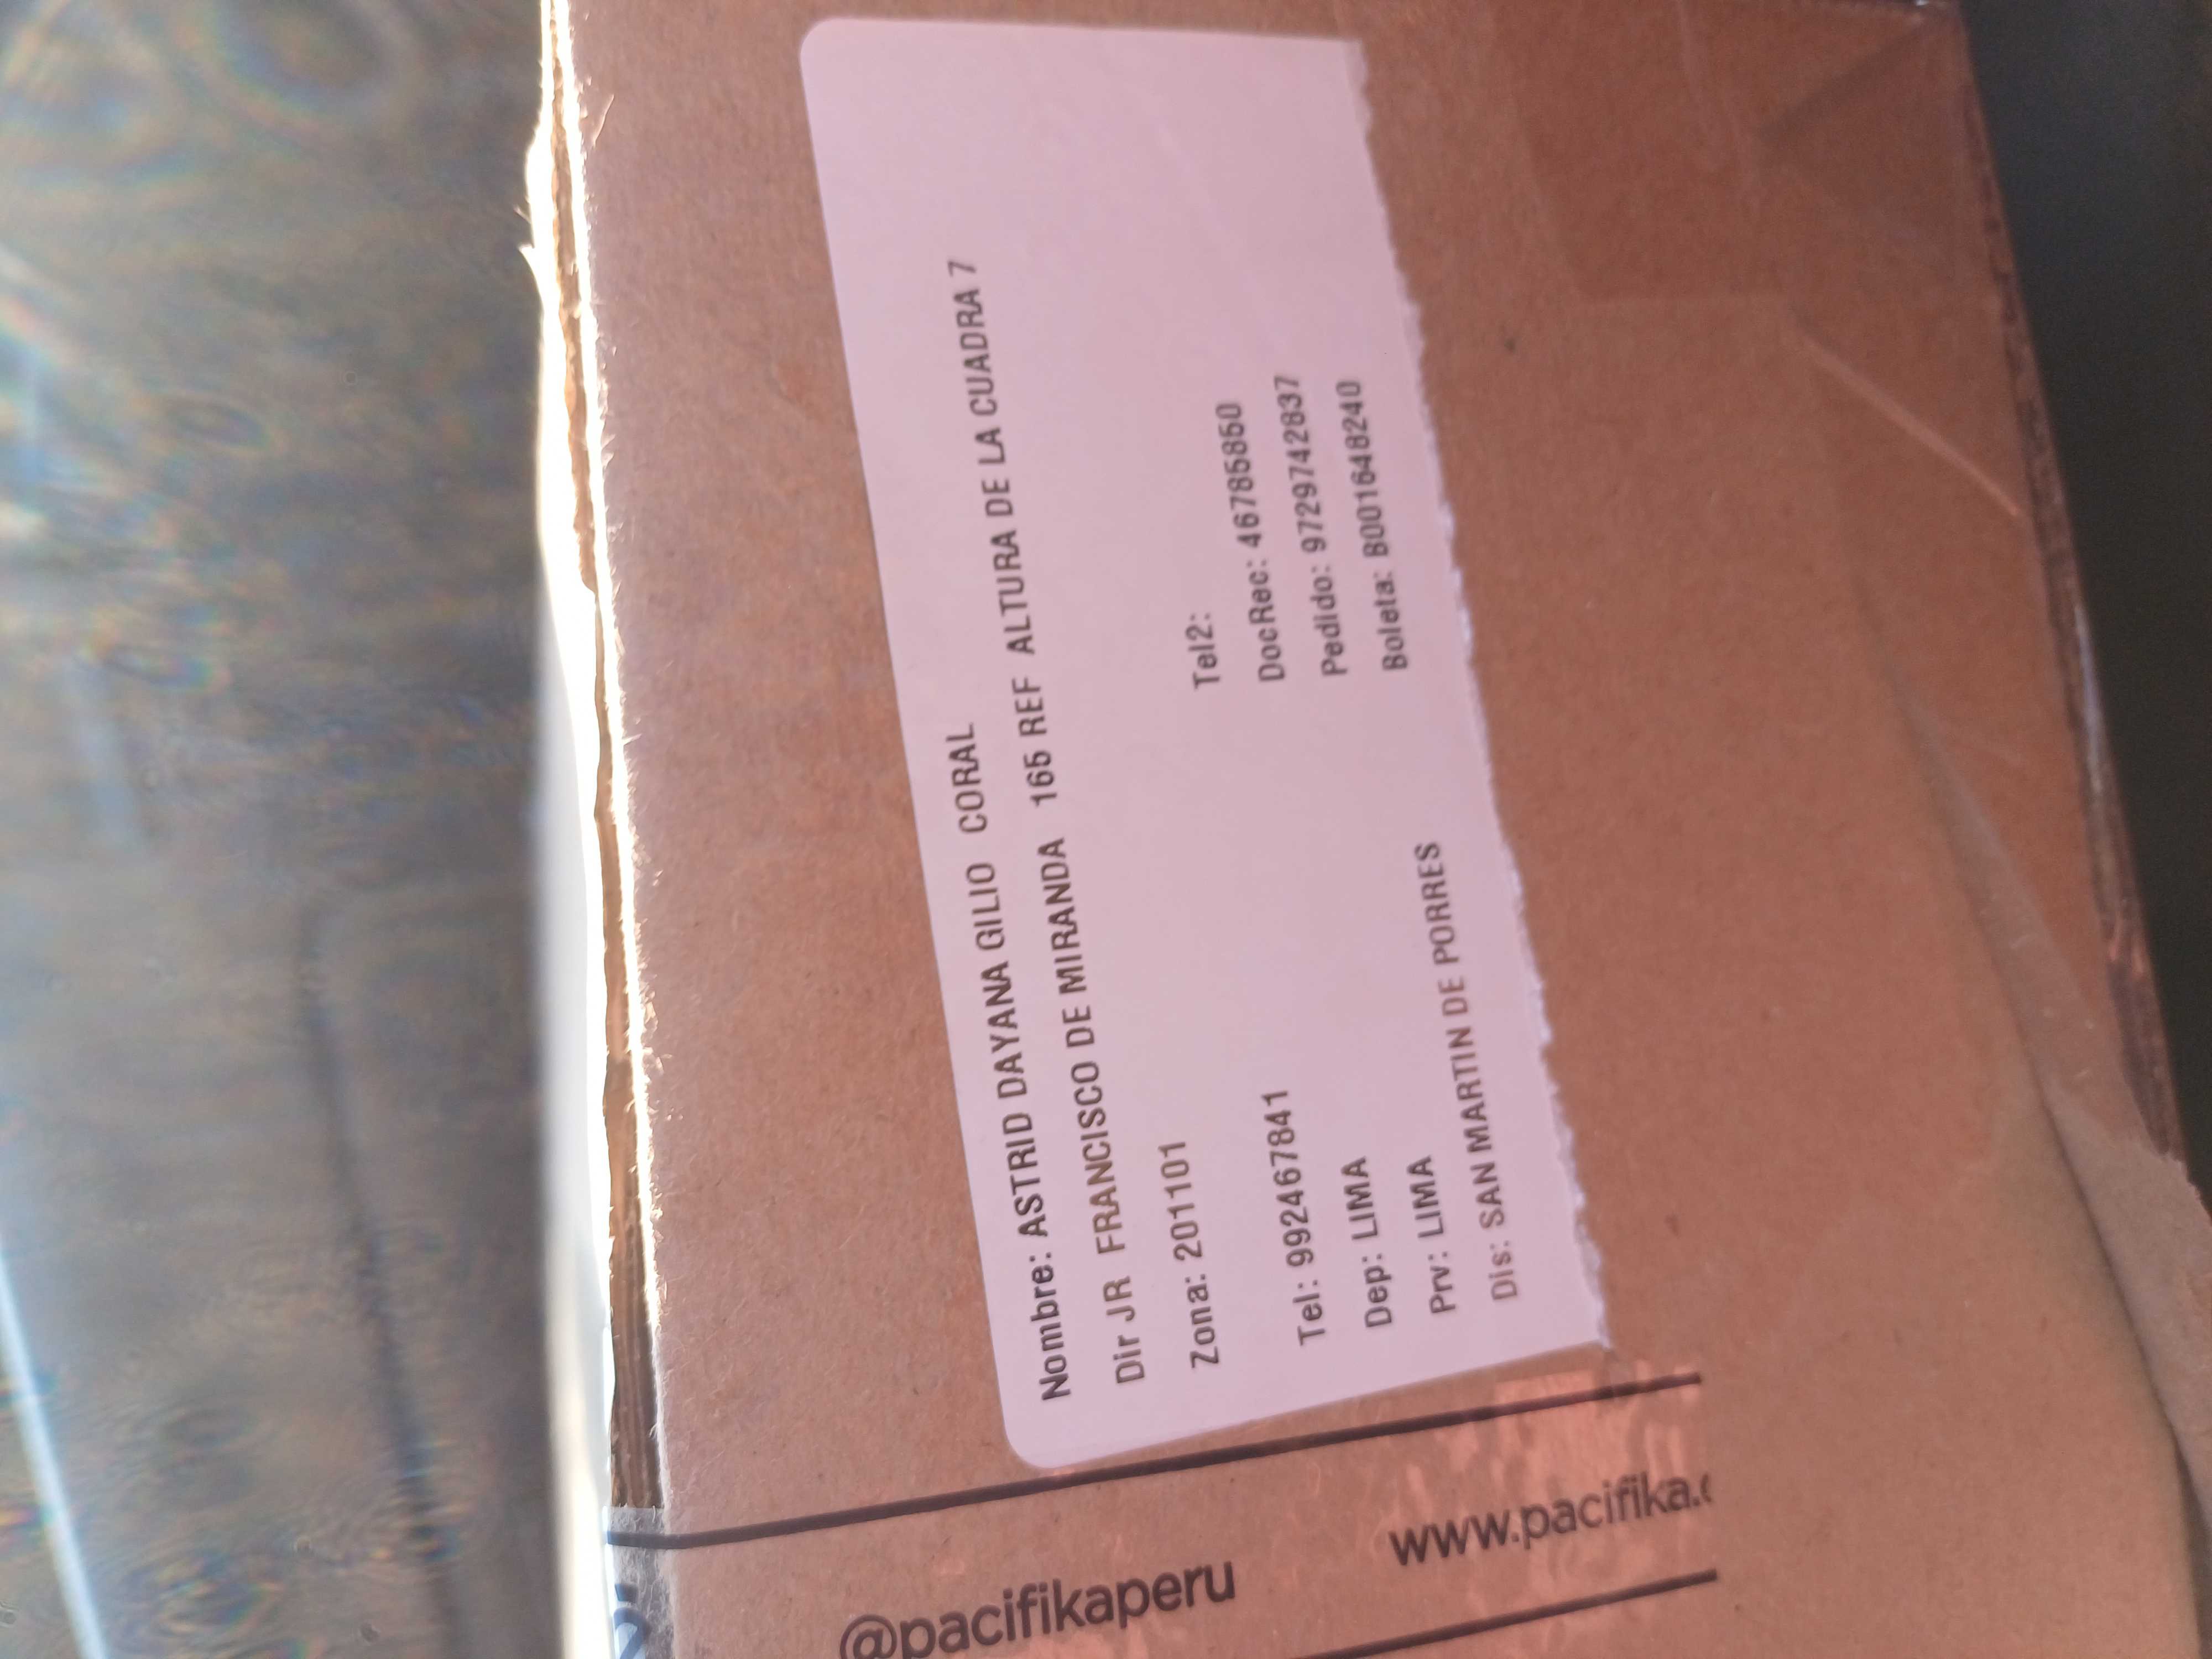 Nombre: ASTRID DAYANA GILIO CORAL
Dir JR FRANCISCO DE MIRANDA 165 REF ALTURA DE LA CUADRA 7
Zona: 201101
Tel: 992467841 Tel2:
Dep: LIMA DocRec: 46785850
Prv: LIMA Pedido: 9729742837
Dis: SAN MARTIN DE PORRES Boleta: B001648240
@pacifikaperu www.pacifika.